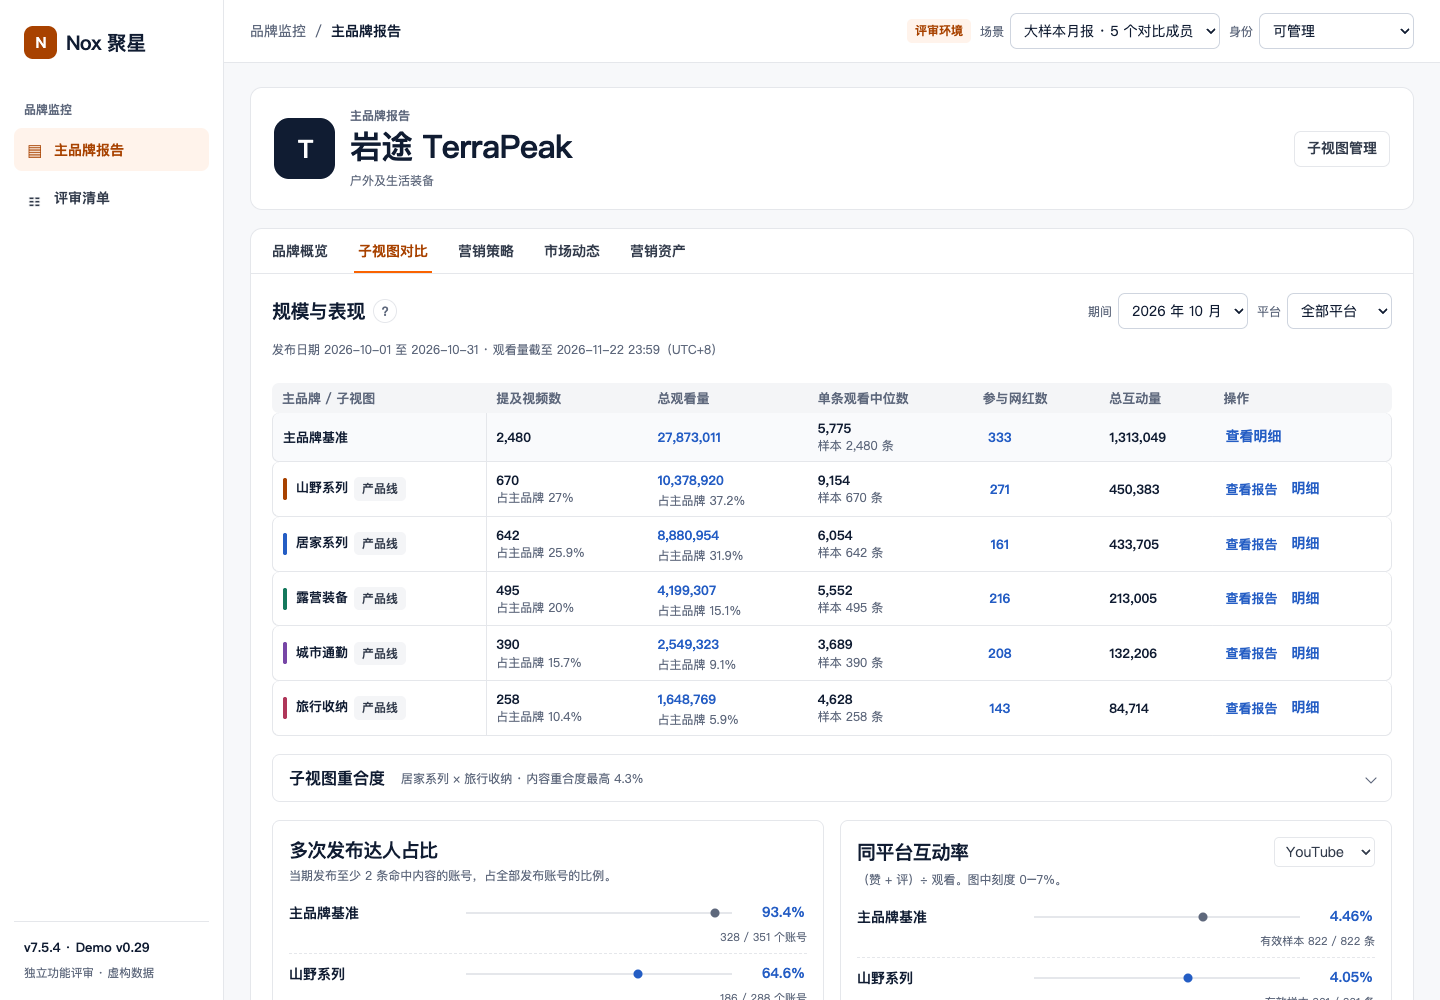 N Nox 聚星
品牌监控 / 主品牌报告
评审环境 场景 大样本月报 · 5 个对比成员 身份 可管理
品牌监控
主品牌报告
评审清单
T
主品牌报告
岩途 TerraPeak
户外及生活装备
子视图管理
品牌概览 子视图对比 营销策略 市场动态 营销资产
规模与表现 ?
期间 2026 年 10 月 平台 全部平台
发布日期 2026-10-01 至 2026-10-31 · 观看量截至 2026-11-22 23:59（UTC+8）
主品牌 / 子视图 提及视频数 总观看量 单条观看中位数 参与网红数 总互动量 操作
主品牌基准 2,480 27,873,011 5,775 333 1,313,049 查看明细
样本 2,480 条
山野系列 产品线 670 10,378,920 9,154 271 450,383 查看报告 明细
占主品牌 27% 占主品牌 37.2% 样本 670 条
居家系列 产品线 642 8,880,954 6,054 161 433,705 查看报告 明细
占主品牌 25.9% 占主品牌 31.9% 样本 642 条
露营装备 产品线 495 4,199,307 5,552 216 213,005 查看报告 明细
占主品牌 20% 占主品牌 15.1% 样本 495 条
城市通勤 产品线 390 2,549,323 3,689 208 132,206 查看报告 明细
占主品牌 15.7% 占主品牌 9.1% 样本 390 条
旅行收纳 产品线 258 1,648,769 4,628 143 84,714 查看报告 明细
占主品牌 10.4% 占主品牌 5.9% 样本 258 条
子视图重合度 居家系列 × 旅行收纳 · 内容重合度最高 4.3%
多次发布达人占比
当期发布至少 2 条命中内容的账号，占全部发布账号的比例。
主品牌基准 93.4%
328 / 351 个账号
山野系列 64.6%
186 / 288 个账号
同平台互动率 YouTube
（赞 + 评）÷ 观看。图中刻度 0–7%。
主品牌基准 4.46%
有效样本 822 / 822 条
山野系列 4.05%
v7.5.4 · Demo v0.29
独立功能评审 · 虚构数据